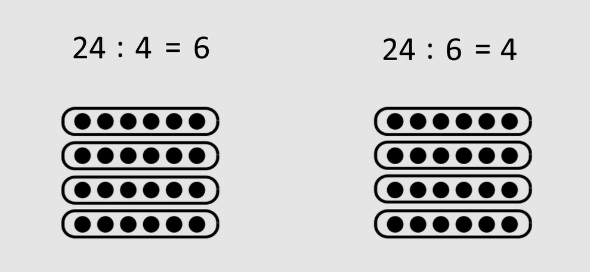 24 : 4 = 6
24 : 6 = 4